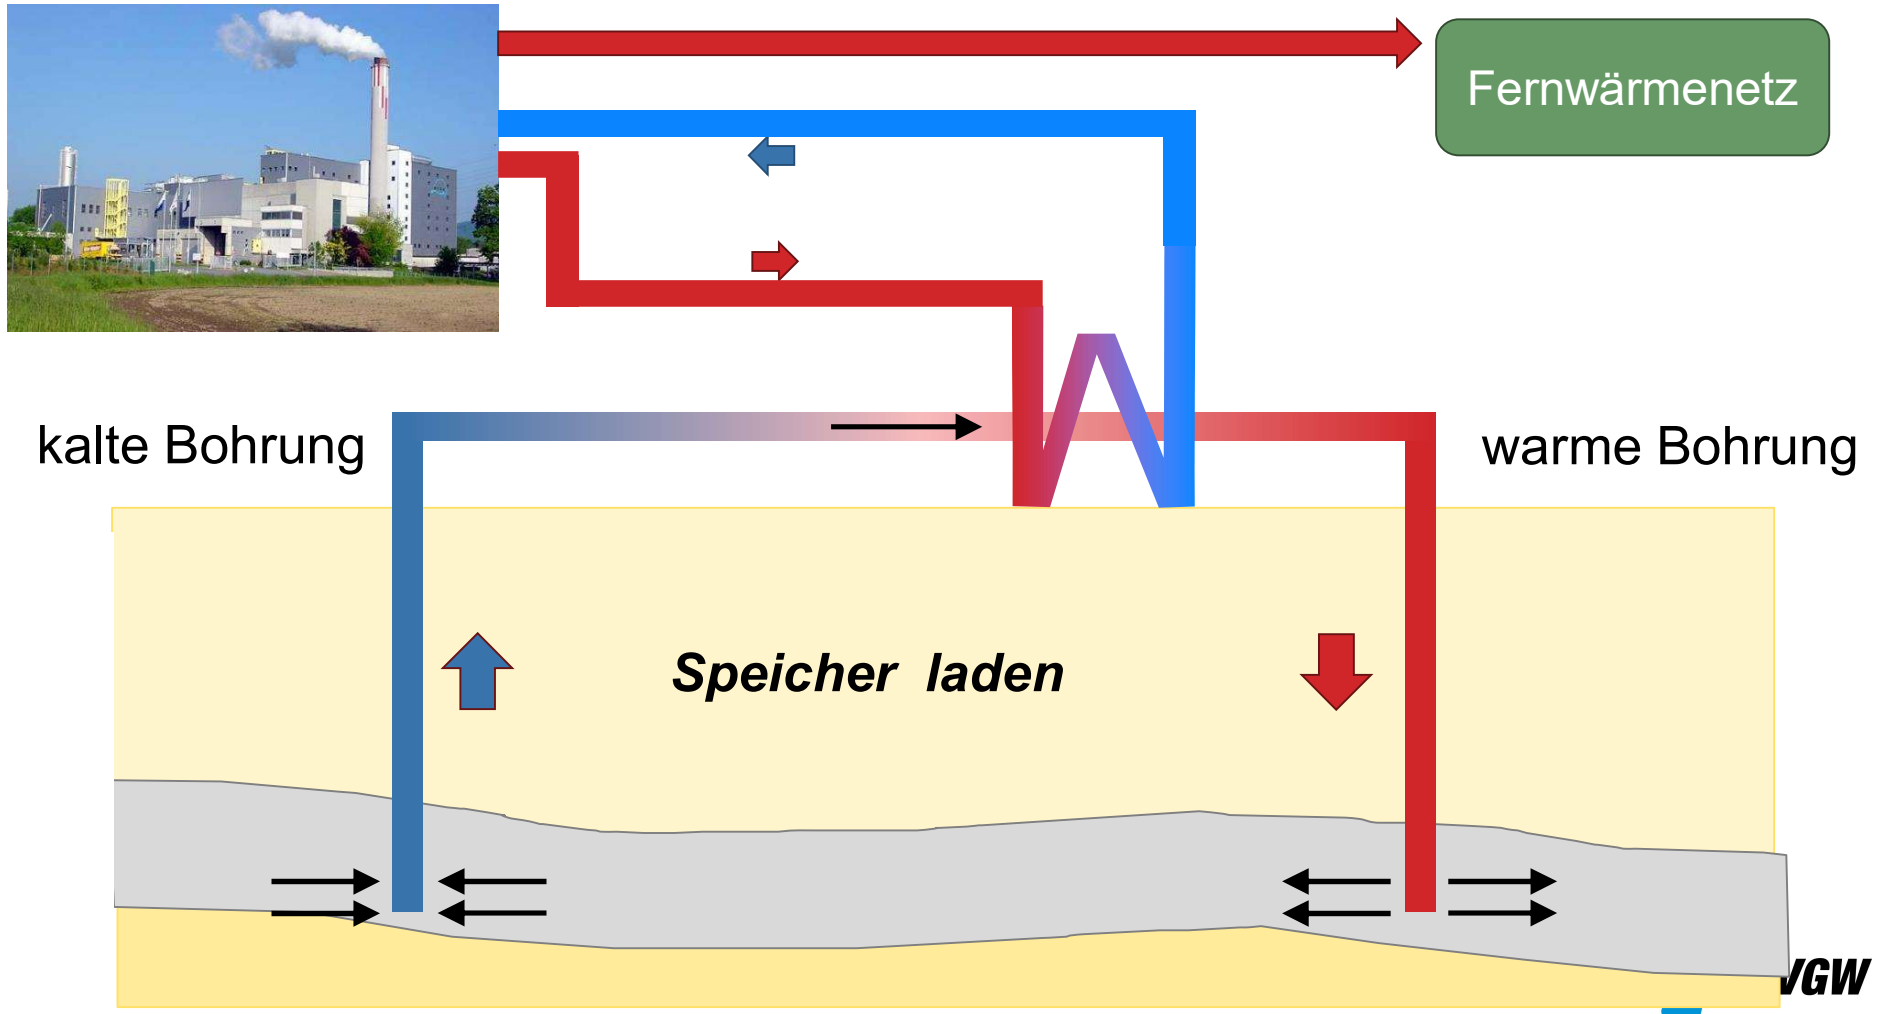 Fernwärmenetz
kalte Bohrung
warme Bohrung
Speicher laden
VGW